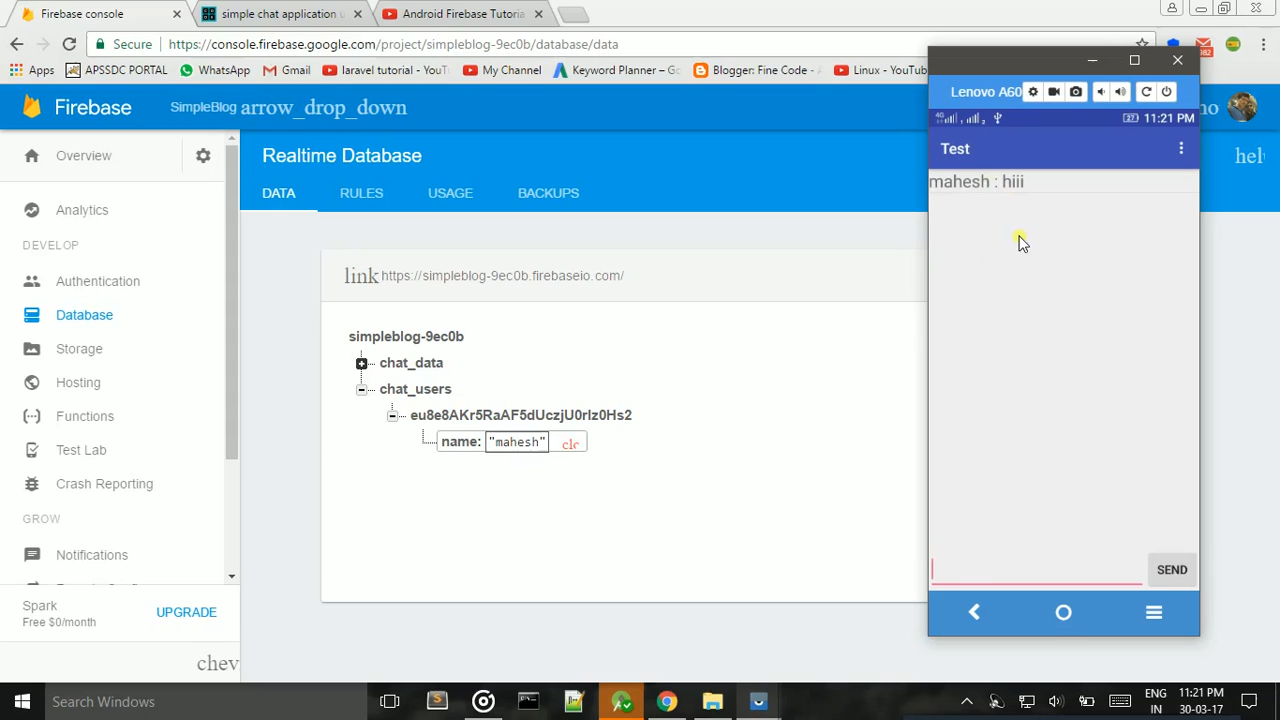 Firebase console
simple chat application u
Android Firebase Tutoria
Secure
https://console.firebase.google.com/project/simpleblog-9ec0b/database/data
Apps
APSSDC PORTAL
WhatsApp
Gmail
laravel tutorial - YouT
My Channel
Keyword Planner – G
Blogger: Fine Code - A
Linux - YouTub
982
Firebase
SimpleBlog
arrow_drop_down
Overview
Analytics
DEVELOP
Authentication
Database
Storage
Hosting
Functions
Test Lab
Crash Reporting
GROW
Notifications
Spark
Free $0/month
UPGRADE
chev
Realtime Database
DATA
RULES
USAGE
BACKUPS
hel
link
https://simpleblog-9ec0b.firebaseio.com/
simpleblog-9ec0b
chat_data
chat_users
eu8e8AKr5RaAF5dUczjU0rIz0Hs2
name: "mahesh"
clc
Lenovo A60
4G
27
11:21 PM
Test
mahesh : hiii
SEND
Search Windows
ENG
IN
11:21 PM
30-03-17